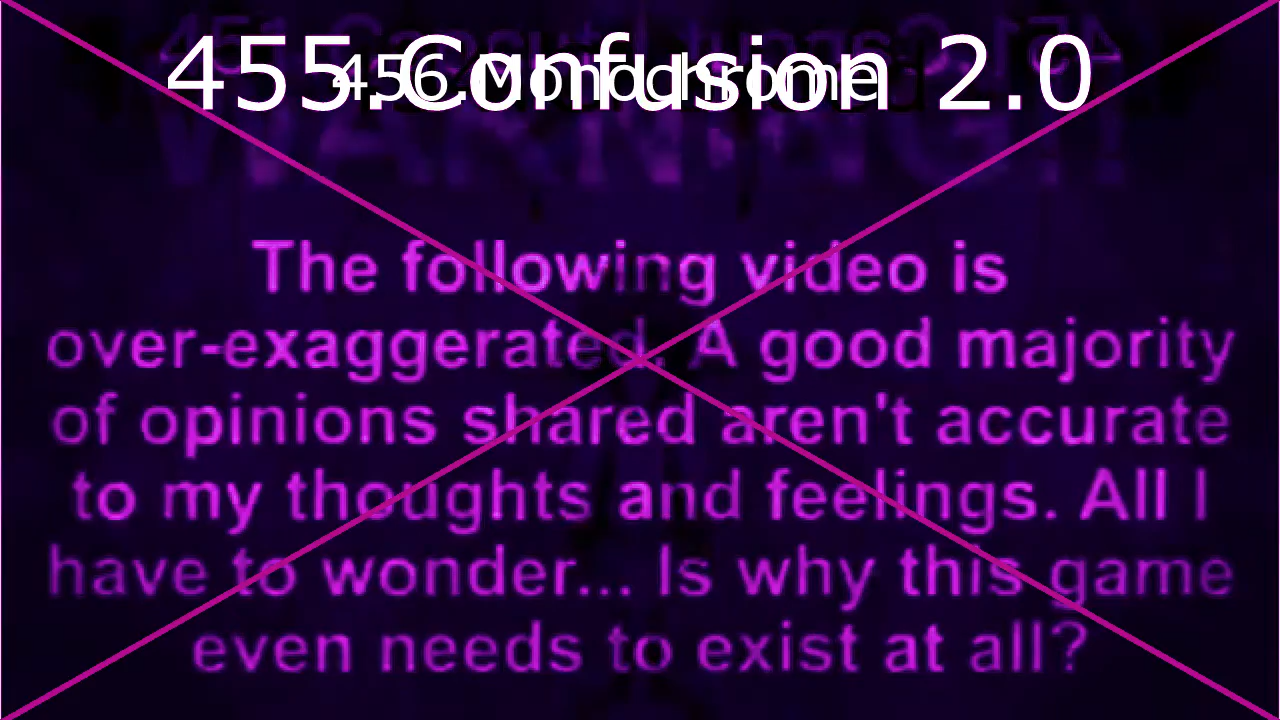 455.Confusion 2.0
456.Monochrome
WARNING!!
The following video is
over-exaggerated. A good majority
of opinions shared aren't accurate
to my thoughts and feelings. All I
have to wonder... Is why this game
even needs to exist at all?